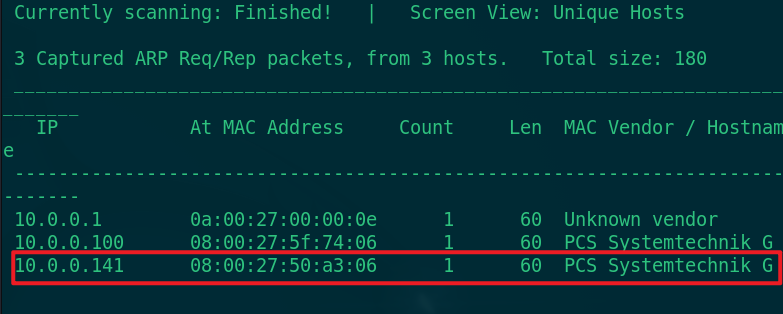 Currently scanning: Finished!   |   Screen View: Unique Hosts
3 Captured ARP Req/Rep packets, from 3 hosts.   Total size: 180
_____________________________________________________________________________
IP            At MAC Address     Count     Len  MAC Vendor / Hostnam
e
-----------------------------------------------------------------------------
10.0.0.1        0a:00:27:00:00:0e      1      60  Unknown vendor
10.0.0.100      08:00:27:5f:74:06      1      60  PCS Systemtechnik G
10.0.0.141      08:00:27:50:a3:06      1      60  PCS Systemtechnik G